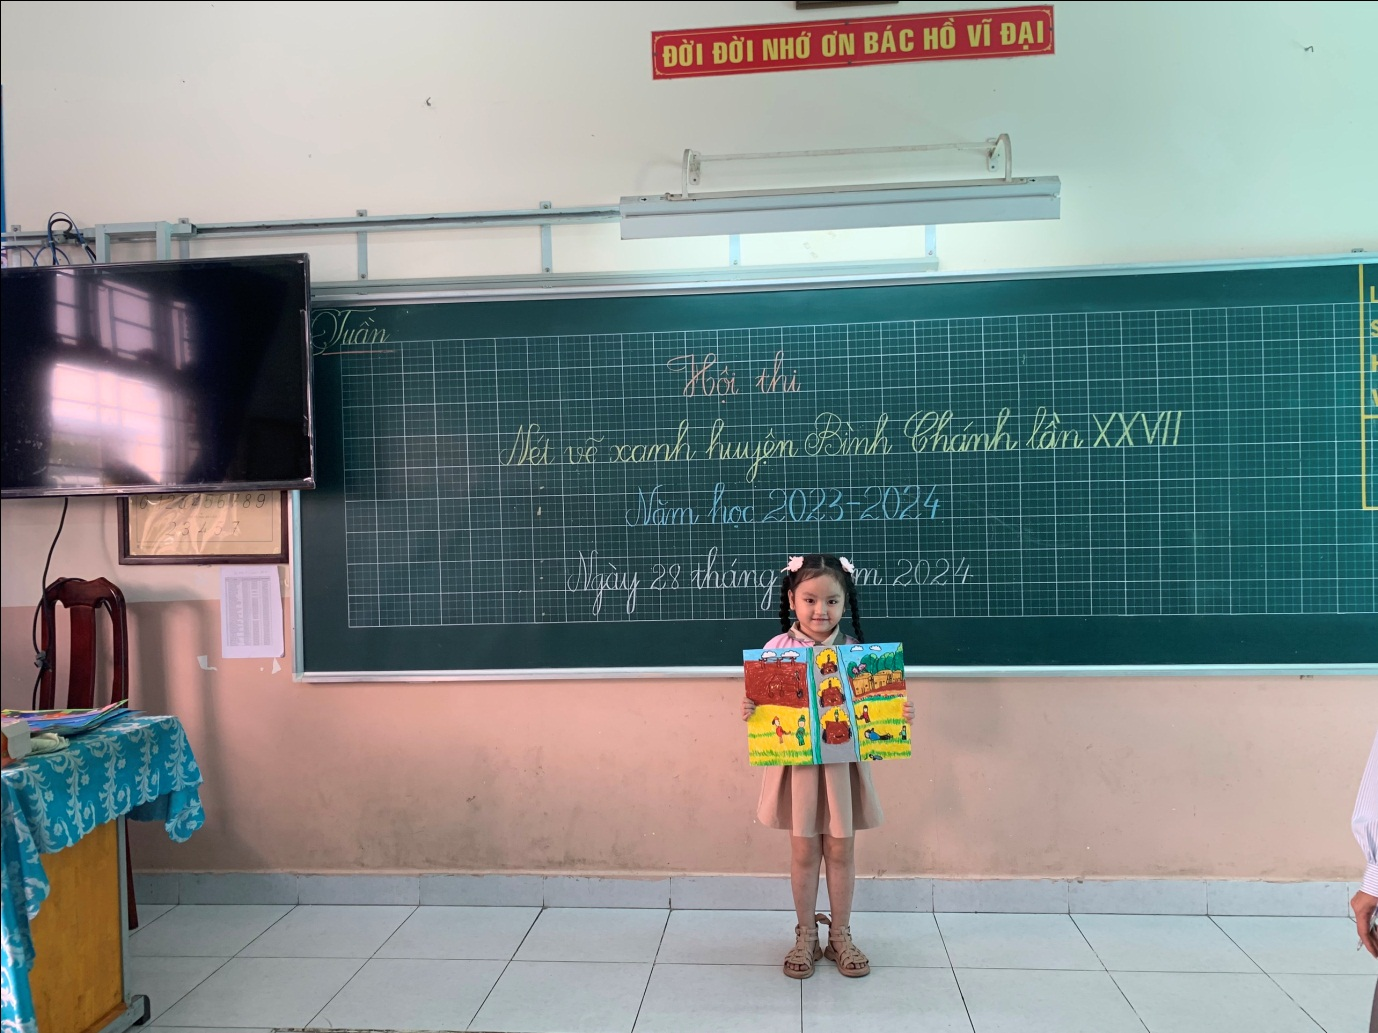 ĐỜI ĐỜI NHỚ ƠN BÁC HỒ VĨ ĐẠI
Tuần
Hội thi
Nét vẽ xanh huyện Bình Chánh lần XXVII
Năm học 2023-2024
Ngày 28 tháng 2024
L
S
H
V